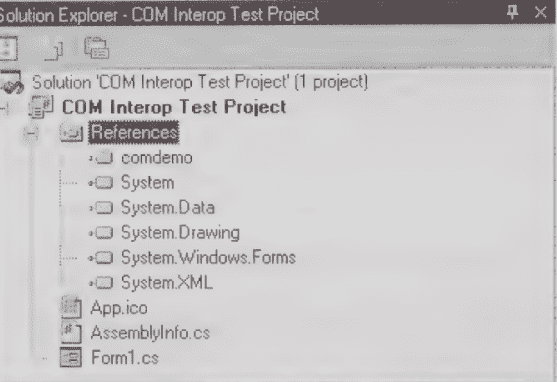 Solution Explorer - COM Interop Test Project
Solution 'COM Interop Test Project' (1 project)
COM Interop Test Project
References
comdemo
System
System.Data
System.Drawing
System.Windows.Forms
System.XML
App.ico
AssemblyInfo.cs
Form1.cs